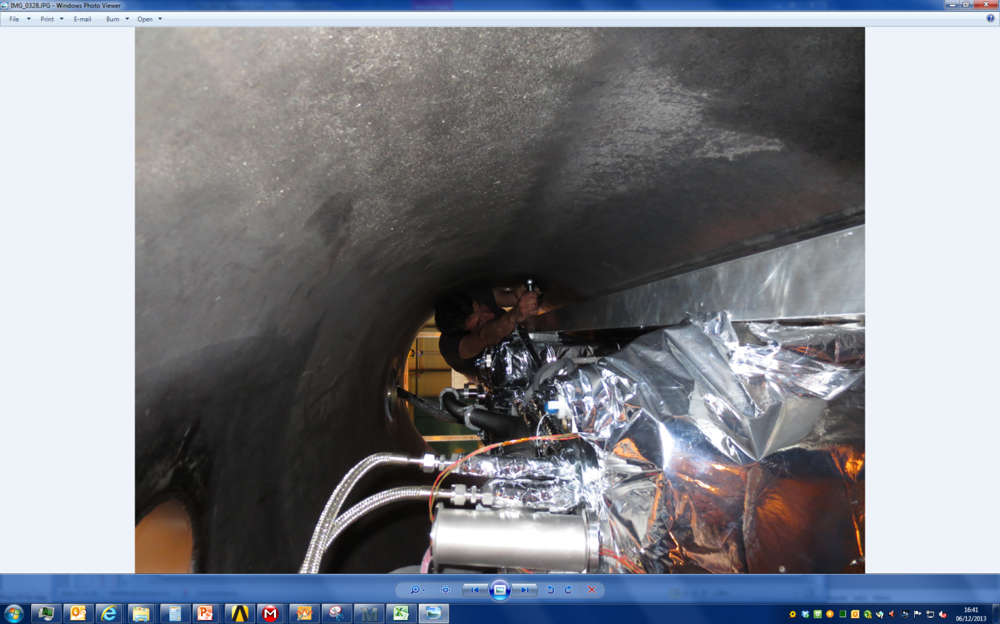 IMG_0328.JPG - Windows Photo Viewer
File Print E-mail Burn Open
16:41
06/12/2013